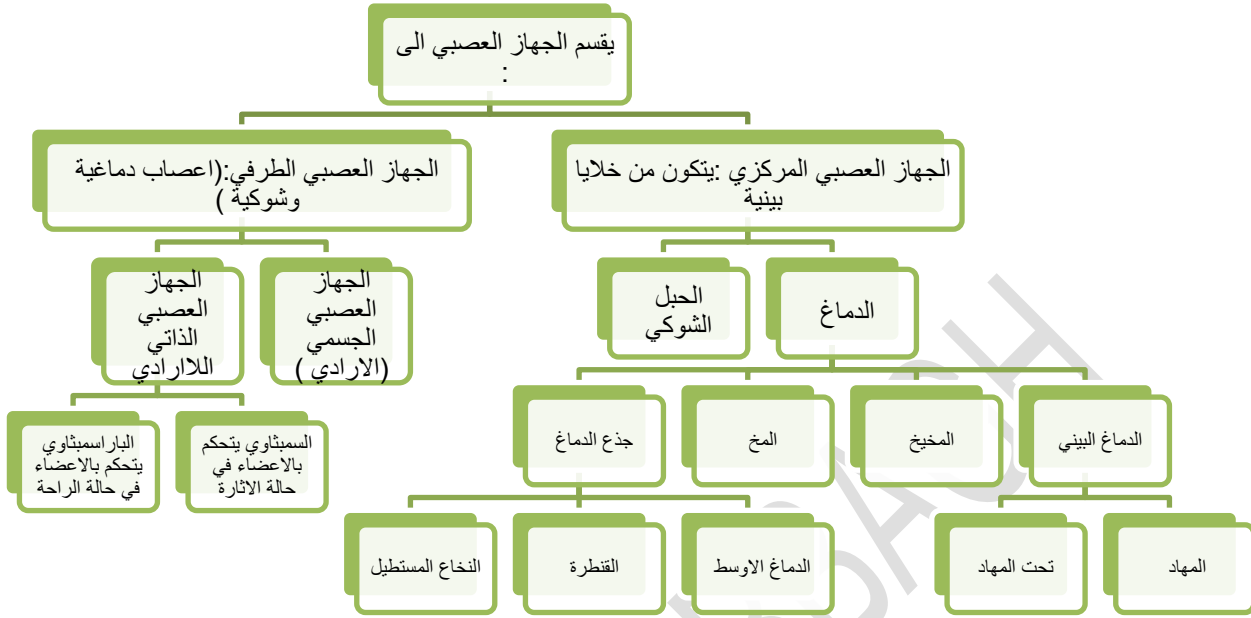 يقسم الجهاز العصبي الى
:
الجهاز العصبي المركزي :يتكون من خلايا
بينية
الجهاز العصبي الطرفي:(اعصاب دماغية
وشوكية )
الدماغ
الحبل
الشوكي
الجهاز
العصبي
الجسمي
(الارادي )
الجهاز
العصبي
الذاتي
اللاارادي
الدماغ البيني
المخيخ
المخ
جذع الدماغ
السمبثاوي يتحكم
بالاعضاء في
حالة الاثارة
الباراسمبثاوي
يتحكم بالاعضاء
في حالة الراحة
المهاد
تحت المهاد
الدماغ الاوسط
القنطرة
النخاع المستطيل